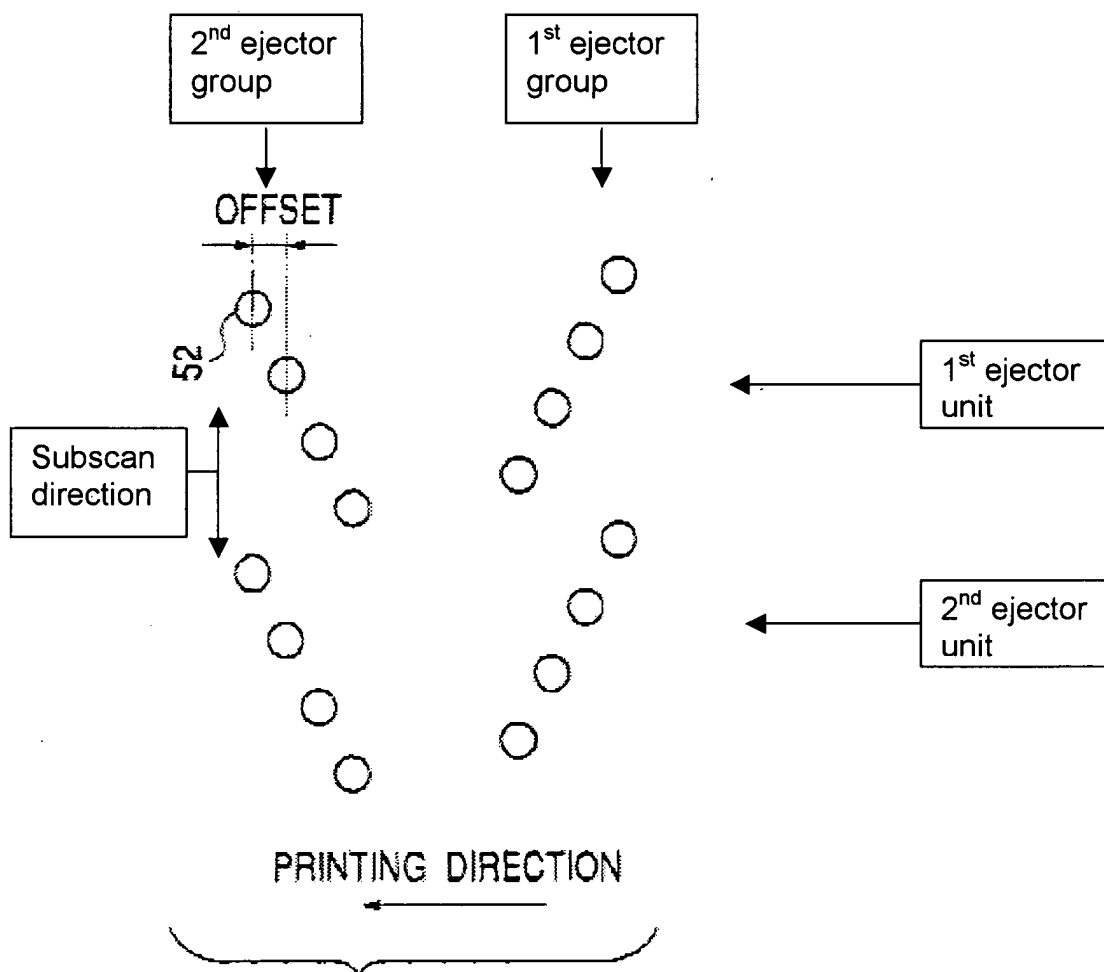 2nd ejector
group
1st ejector
group
OFFSET
52
1st ejector
unit
Subscan
direction
2nd ejector
unit
PRINTING DIRECTION